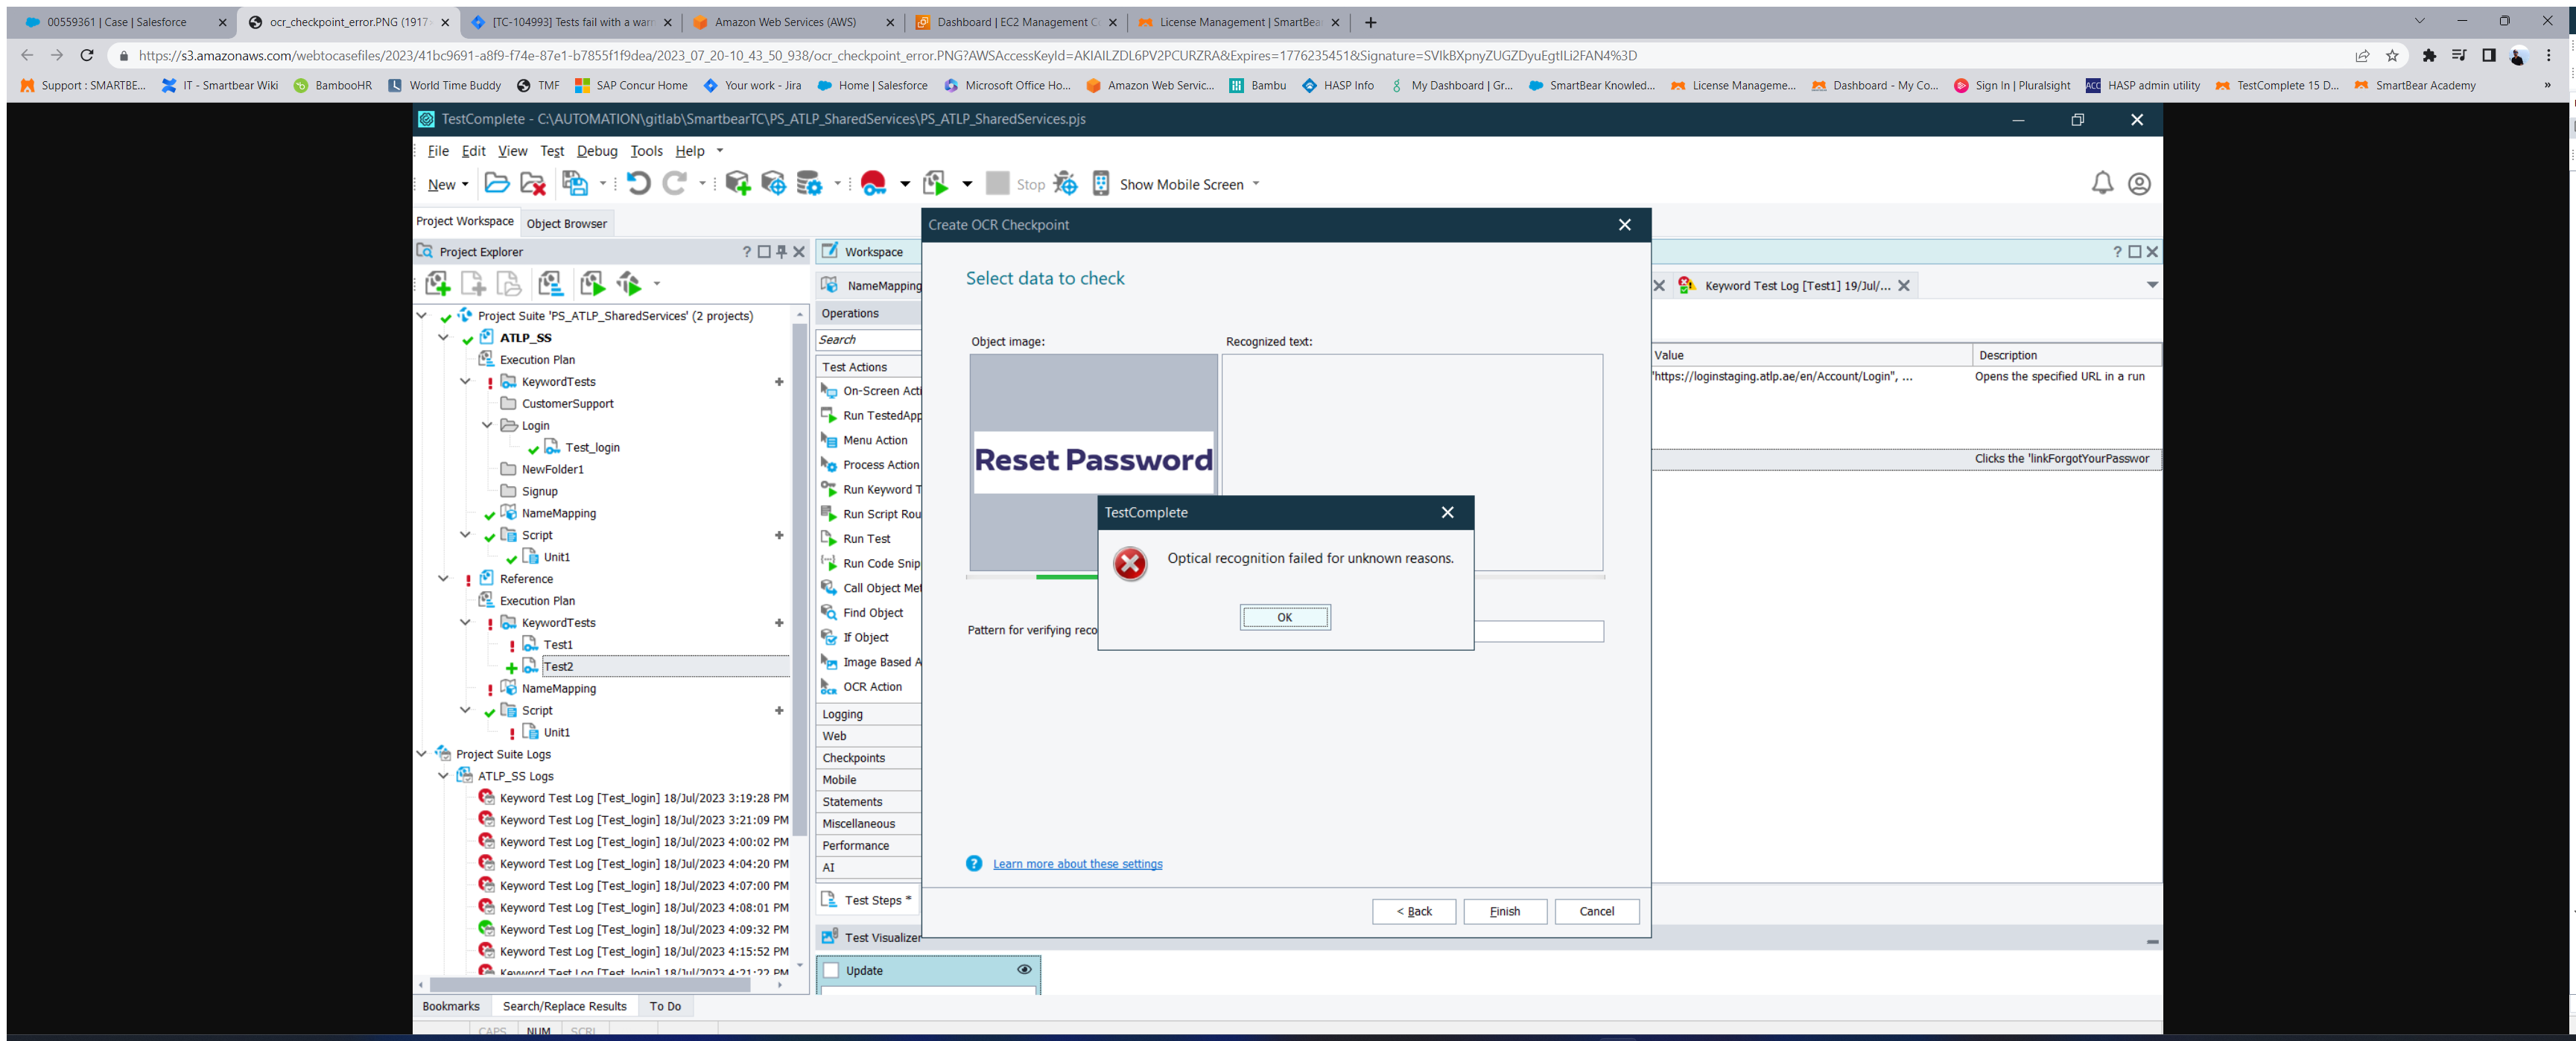 00559361 | Case | Salesforce
ocr_checkpoint_error.PNG (1917
[TC-104993] Tests fail with a warn
Amazon Web Services (AWS)
Dashboard | EC2 Management C
License Management | SmartBea
https://s3.amazonaws.com/webtocasefiles/2023/41bc9691-a8f9-f74e-87e1-b7855f1f9dea/2023_07_20-10_43_50_938/ocr_checkpoint_error.PNG?AWSAccessKeyId=AKIAILZDL6PV2PCURZRA&Expires=1776235451&Signature=SVIkBXpnyZUGZDyuEgtILi2FAN4%3D
Support : SMARTBE...
IT - Smartbear Wiki
BambooHR
World Time Buddy
TMF
SAP Concur Home
Your work - Jira
Home | Salesforce
Microsoft Office Ho...
Amazon Web Servic...
Bambu
HASP Info
My Dashboard | Gr...
SmartBear Knowled...
License Manageme...
Dashboard - My Co...
Sign In | Pluralsight
ACC
HASP admin utility
TestComplete 15 D...
SmartBear Academy
»
TestComplete - C:\AUTOMATION\gitlab\SmartbearTC\PS_ATLP_SharedServices\PS_ATLP_SharedServices.pjs
File Edit View Test Debug Tools Help
New
Stop
Show Mobile Screen
Project Workspace
Object Browser
Project Explorer
Project Suite 'PS_ATLP_SharedServices' (2 projects)
ATLP_SS
Execution Plan
KeywordTests
CustomerSupport
Login
Test_login
NewFolder1
Signup
NameMapping
Script
Unit1
Reference
Execution Plan
KeywordTests
Test1
Test2
NameMapping
Script
Unit1
Project Suite Logs
ATLP_SS Logs
Keyword Test Log [Test_login] 18/Jul/2023 3:19:28 PM
Keyword Test Log [Test_login] 18/Jul/2023 3:21:09 PM
Keyword Test Log [Test_login] 18/Jul/2023 4:00:02 PM
Keyword Test Log [Test_login] 18/Jul/2023 4:04:20 PM
Keyword Test Log [Test_login] 18/Jul/2023 4:07:00 PM
Keyword Test Log [Test_login] 18/Jul/2023 4:08:01 PM
Keyword Test Log [Test_login] 18/Jul/2023 4:09:32 PM
Keyword Test Log [Test_login] 18/Jul/2023 4:15:52 PM
Keyword Test Log [Test_login] 18/Jul/2023 4:21:22 PM
Bookmarks
Search/Replace Results
To Do
CAPS NUM SCRL
Workspace
NameMapping
Operations
Search
Test Actions
On-Screen Acti
Run TestedApp
Menu Action
Process Action
Run Keyword T
Run Script Rou
Run Test
Run Code Snip
Call Object Met
Find Object
If Object
Image Based A
OCR Action
Logging
Web
Checkpoints
Mobile
Statements
Miscellaneous
Performance
AI
Test Steps *
Test Visualizer
Update
Create OCR Checkpoint
Select data to check
Object image:
Recognized text:
Reset Password
TestComplete
Optical recognition failed for unknown reasons.
OK
Pattern for verifying reco
Learn more about these settings
< Back
Finish
Cancel
Keyword Test Log [Test1] 19/Jul/...
Value
Description
"https://loginstaging.atlp.ae/en/Account/Login", ...
Opens the specified URL in a run
Clicks the 'linkForgotYourPasswor